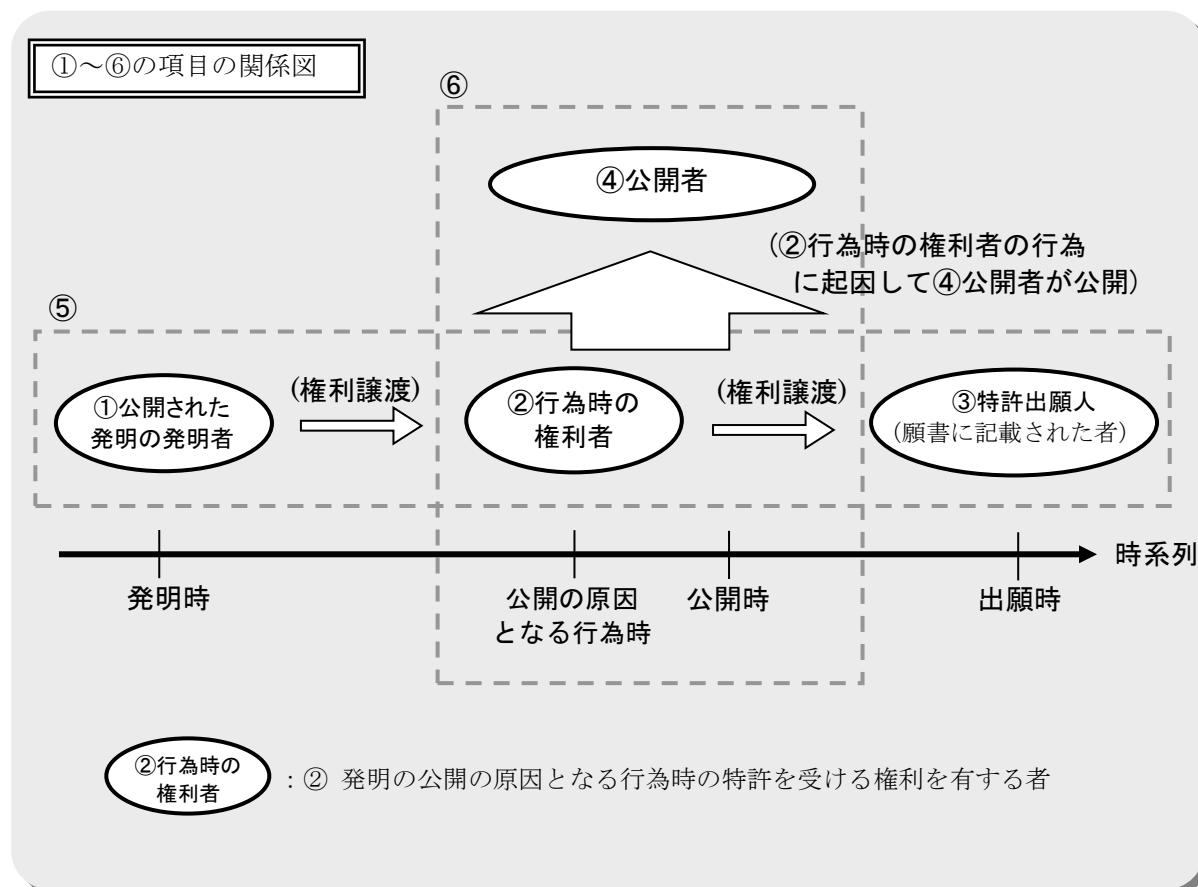 ①～⑥の項目の関係図
⑥
④公開者
（②行為時の権利者の行為
に起因して④公開者が公開）
⑤
①公開された
発明の発明者
(権利譲渡)
②行為時の
権利者
(権利譲渡)
③特許出願人
（願書に記載された者）
時系列
発明時
公開の原因
となる行為時
公開時
出願時
②行為時の
権利者
：② 発明の公開の原因となる行為時の特許を受ける権利を有する者